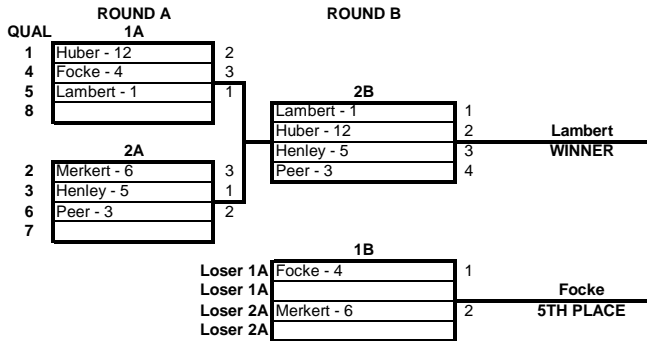 ROUND A ROUND B
QUAL 1A
1 Huber - 12 2
4 Focke - 4 3
5 Lambert - 1 1
8
2B
Lambert - 1 1
Huber - 12 2 Lambert
Henley - 5 3 WINNER
Peer - 3 4
2A
2 Merkert - 6 3
3 Henley - 5 1
6 Peer - 3 2
7
1B
Loser 1A Focke - 4 1
Loser 1A Focke
Loser 2A Merkert - 6 2 5TH PLACE
Loser 2A